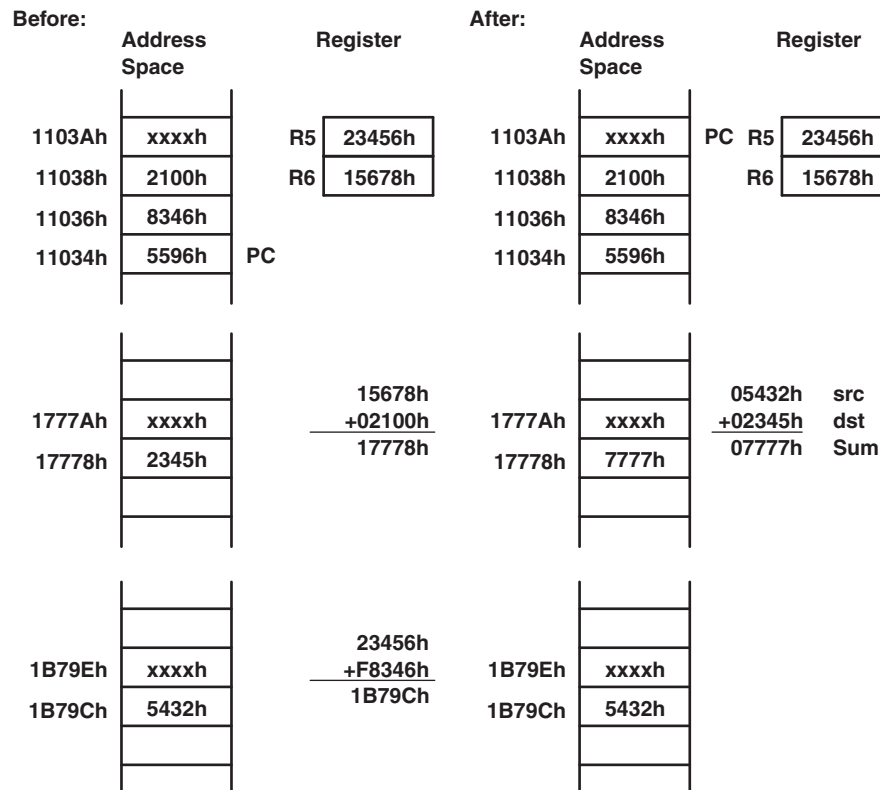 Before:
Address
Space
Register
1103Ah xxxxh R5 23456h
11038h 2100h R6 15678h
11036h 8346h
11034h 5596h PC
15678h
1777Ah xxxxh +02100h
17778h 2345h 17778h
23456h
1B79Eh xxxxh +F8346h
1B79Ch 5432h 1B79Ch
After:
Address
Space
Register
1103Ah xxxxh PC R5 23456h
11038h 2100h R6 15678h
11036h 8346h
11034h 5596h
05432h src
1777Ah xxxxh +02345h dst
17778h 7777h 07777h Sum
1B79Eh xxxxh
1B79Ch 5432h